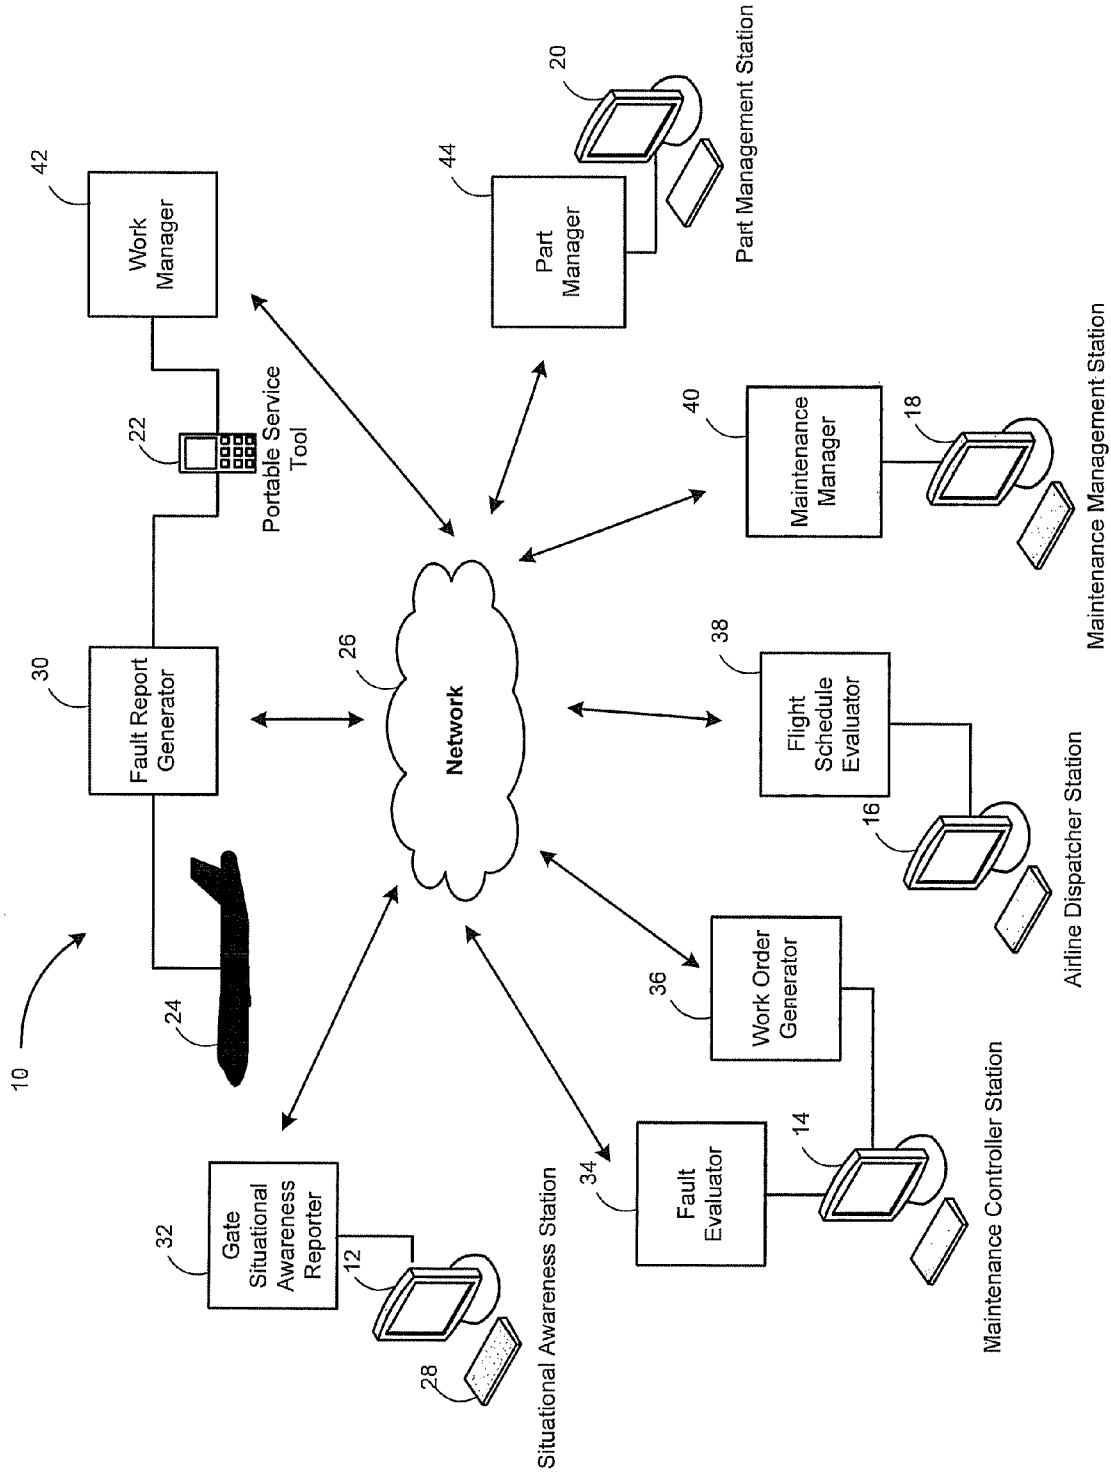 10
24
30
Fault Report
Generator
22
Portable Service
Tool
42
Work
Manager
32
Gate
Situational
Awareness
Reporter
12
28
Situational Awareness Station
26
Network
44
Part
Manager
20
Part Management Station
34
Fault
Evaluator
14
36
Work Order
Generator
Maintenance Controller Station
38
Flight
Schedule
Evaluator
16
Airline Dispatcher Station
40
Maintenance
Manager
18
Maintenance Management Station